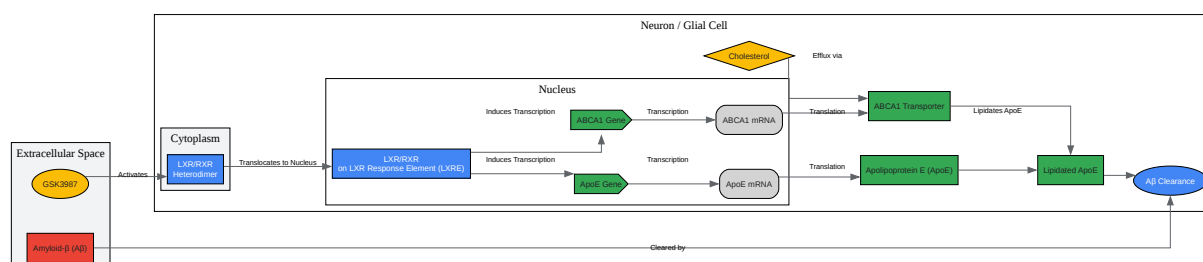 Neuron / Glial Cell
Cholesterol
Efflux via
Nucleus
ABCA1 Transporter
Induces Transcription
Transcription
Translation
Lipidates ApoE
ABCA1 Gene
ABCA1 mRNA
Cytoplasm
Extracellular Space
LXR/RXR
Heterodimer
Translocates to Nucleus
LXR/RXR
on LXR Response Element (LXRE)
Induces Transcription
Transcription
Translation
Apolipoprotein E (ApoE)
Lipidated ApoE
GSK3987
Activates
ApoE Gene
ApoE mRNA
Aβ Clearance
Amyloid-β (Aβ)
Cleared by